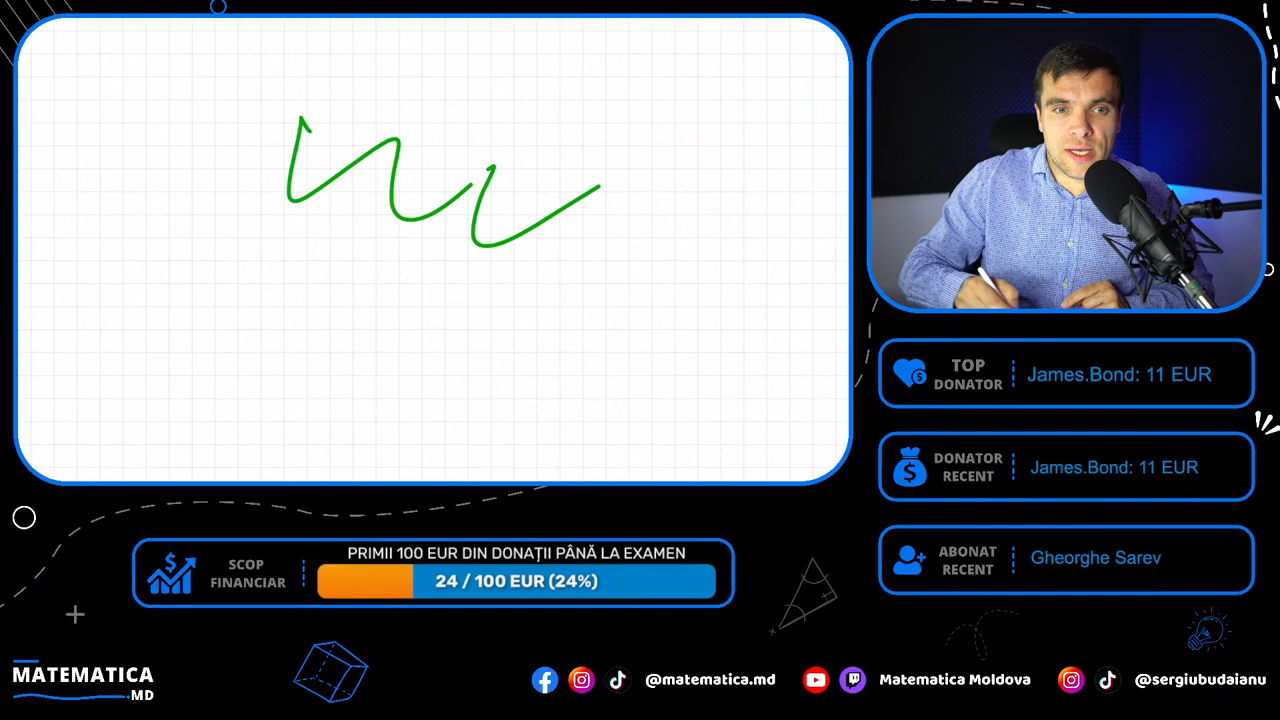 TOP
DONATOR
James.Bond: 11 EUR
DONATOR
RECENT
James.Bond: 11 EUR
ABONAT
RECENT
Gheorghe Sarev
SCOP
FINANCIAR
PRIMII 100 EUR DIN DONAȚII PÂNĂ LA EXAMEN
24 / 100 EUR (24%)
MATEMATICA
.MD
@matematica.md
Matematica Moldova
@sergiubudaianu